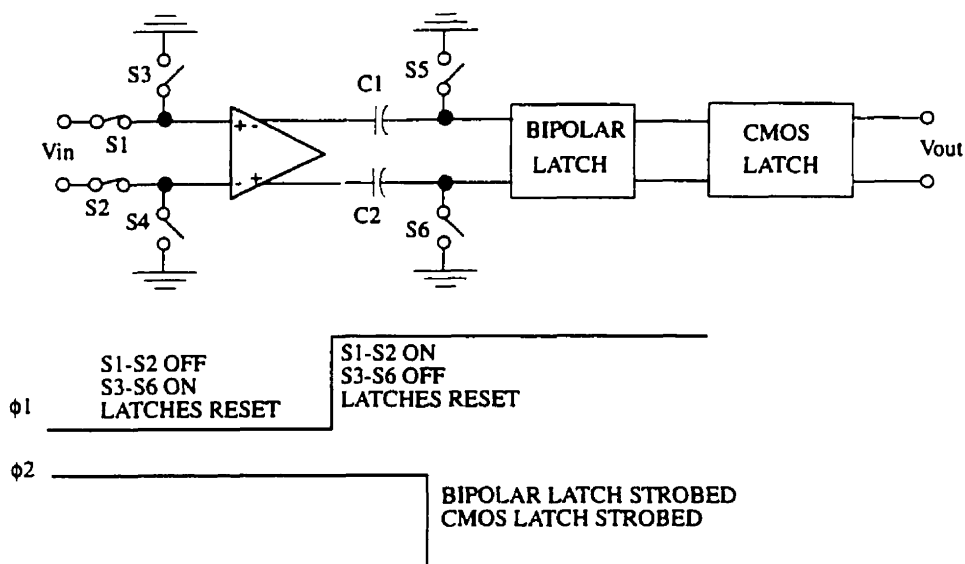 S3
S5
C1
Vin
S1
S2
S4
+ -
- +
C2
S6
BIPOLAR
LATCH
CMOS
LATCH
Vout
S1-S2 OFF
S3-S6 ON
LATCHES RESET
S1-S2 ON
S3-S6 OFF
LATCHES RESET
ϕ1
ϕ2
BIPOLAR LATCH STROBED
CMOS LATCH STROBED